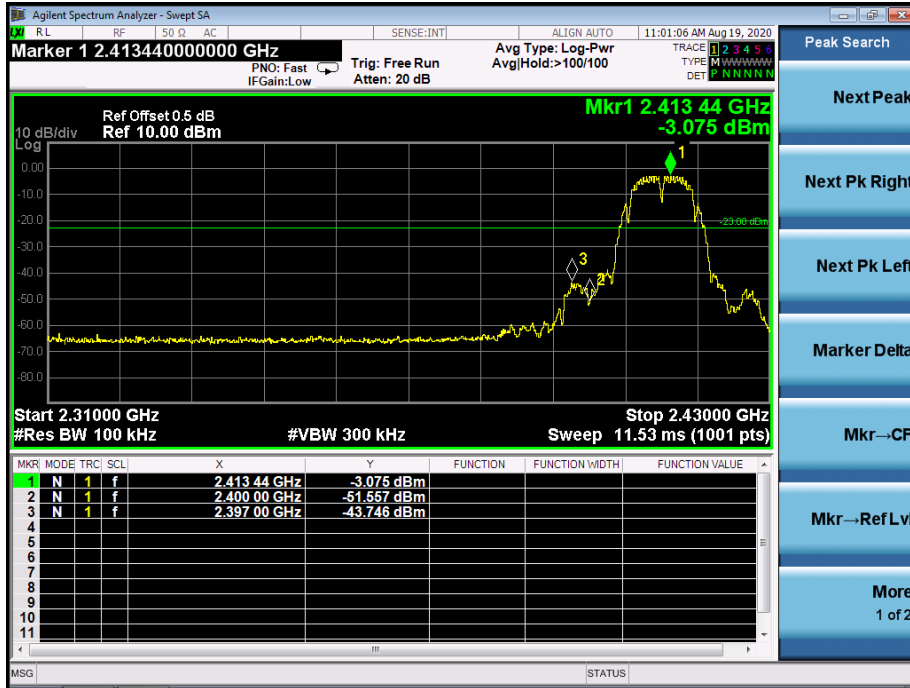 Agilent Spectrum Analyzer - Swept SA
LXI RL RF 50 Ω AC SENSE:INT ALIGN AUTO 11:01:06 AM Aug 19, 2020
Marker 1 2.413440000000 GHz
PNO: Fast
IFGain:Low
Trig: Free Run
Atten: 20 dB
Avg Type: Log-Pwr
Avg|Hold:>100/100
TRACE 1 2 3 4 5 6
TYPE M WWWWW
DET P N N N N N
Ref Offset 0.5 dB
10 dB/div Ref 10.00 dBm
Log
Mkr1 2.413 44 GHz
-3.075 dBm
0.00
-10.0
-20.0
-30.0
-40.0
-50.0
-60.0
-70.0
-80.0
1
-23.00 dBm
3
2
Start 2.31000 GHz Stop 2.43000 GHz
#Res BW 100 kHz #VBW 300 kHz Sweep 11.53 ms (1001 pts)
MKR MODE TRC SCL X Y FUNCTION FUNCTION WIDTH FUNCTION VALUE
1 N 1 f 2.413 44 GHz -3.075 dBm
2 N 1 f 2.400 00 GHz -51.557 dBm
3 N 1 f 2.397 00 GHz -43.746 dBm
4
5
6
7
8
9
10
11
MSG STATUS
Peak Search
Next Peak
Next Pk Right
Next Pk Left
Marker Delta
Mkr→CF
Mkr→Ref Lvl
More
1 of 2